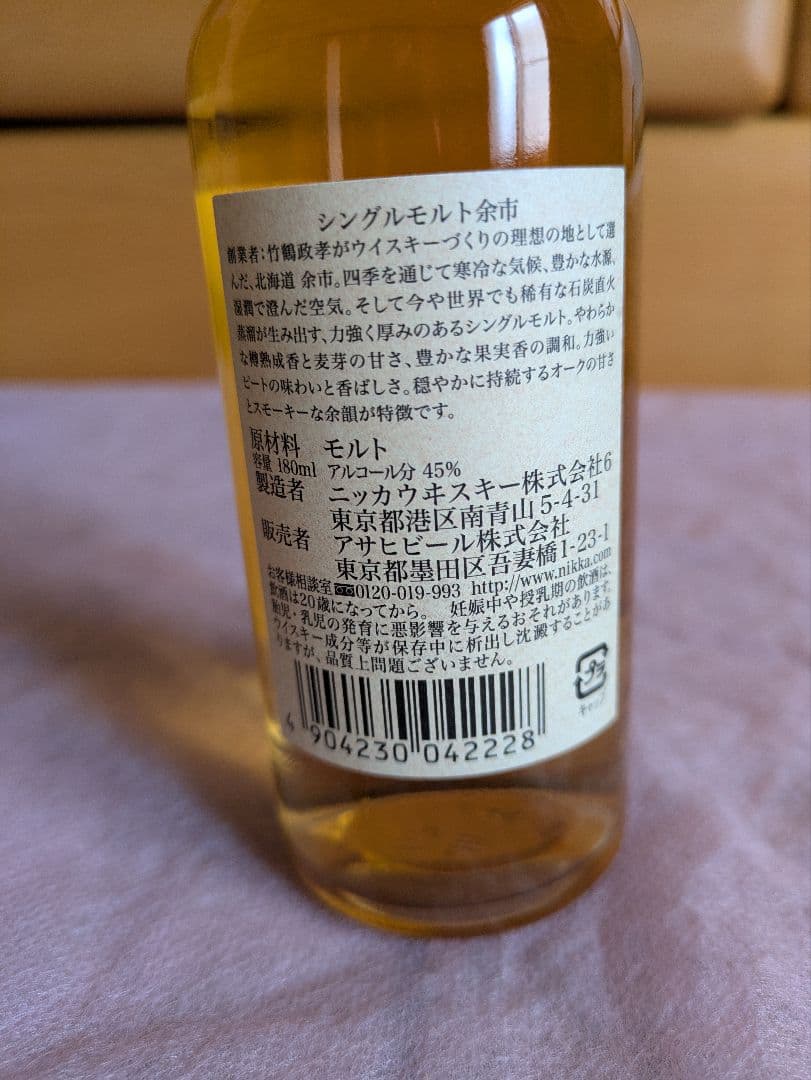 シングルモルト余市
創業者:竹鶴政孝がウイスキーづくりの理想の地として選
んだ、北海道 余市。四季を通じて寒冷な気候、豊かな水源、
湿潤で澄んだ空気。そして今や世界でも稀有な石炭直火
蒸溜が生み出す、力強く厚みのあるシングルモルト。やわらか
な樽熟成香と麦芽の甘さ、豊かな果実香の調和。力強い
ピートの味わいと香ばしさ。穏やかに持続するオークの甘さ
とスモーキーな余韻が特徴です。
原材料 モルト
容量 180ml アルコール分 45%
製造者 ニッカウヰスキー株式会社6
東京都港区南青山5-4-31
販売者 アサヒビール株式会社
東京都墨田区吾妻橋1-23-1
お客様相談室 0120-019-993 http://www.nikka.com
飲酒は20歳になってから。 妊娠中や授乳期の飲酒は、
胎児・乳児の発育に悪影響を与えるおそれがあります。
ウイスキー成分等が保存中に析出し沈澱することがあ
りますが、品質上問題ございません。
プラ
キャップ
4 904230 042228